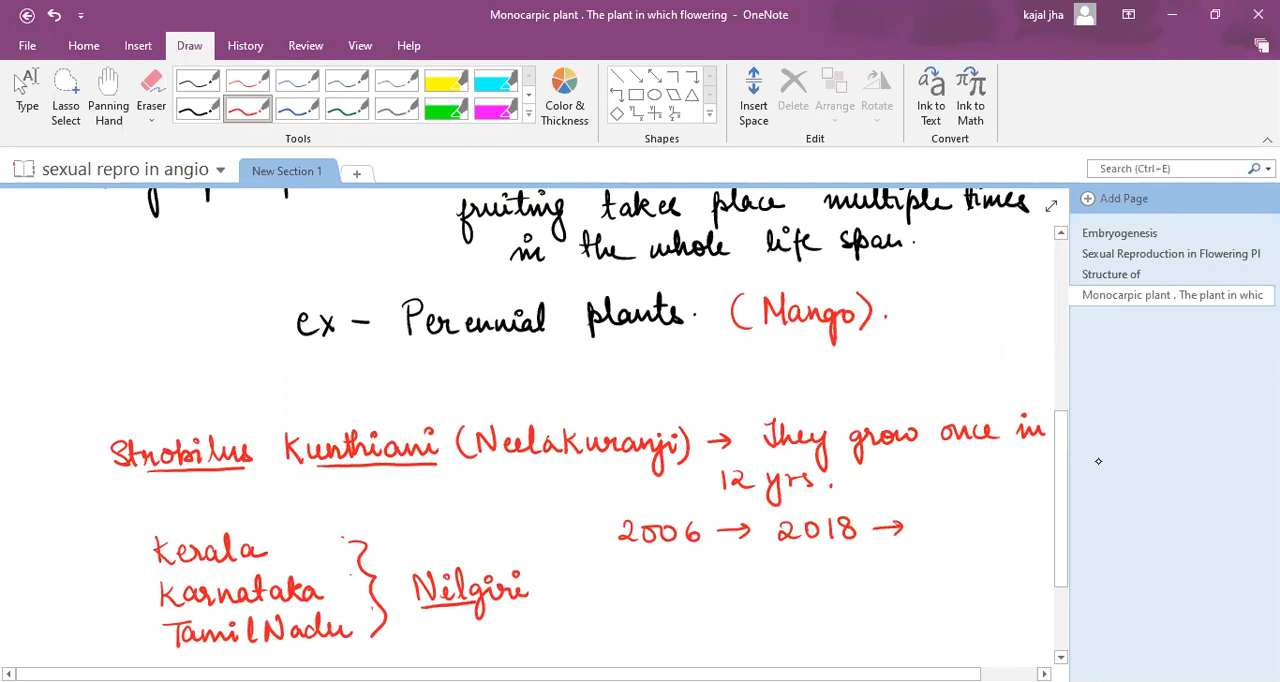 Monocarpic plant . The plant in which flowering - OneNote
kajal jha
File Home Insert Draw History Review View Help
Type
Lasso Select
Panning Hand
Eraser
Color & Thickness
Insert Space
Delete
Arrange
Rotate
Ink to Text
Ink to Math
Tools
Shapes
Edit
Convert
sexual repro in angio
New Section 1
Search (Ctrl+E)
Add Page
Embryogenesis
Sexual Reproduction in Flowering Pl
Structure of
Monocarpic plant . The plant in whic
fruiting takes place multiple times
in the whole life span.
ex - Perennial plants. (Mango).
Strobilus Kunthiani (Neelakuranji) → They grow once in
12 yrs.
2006 → 2018 →
Kerala
Karnataka
TamilNadu
Nilgiri